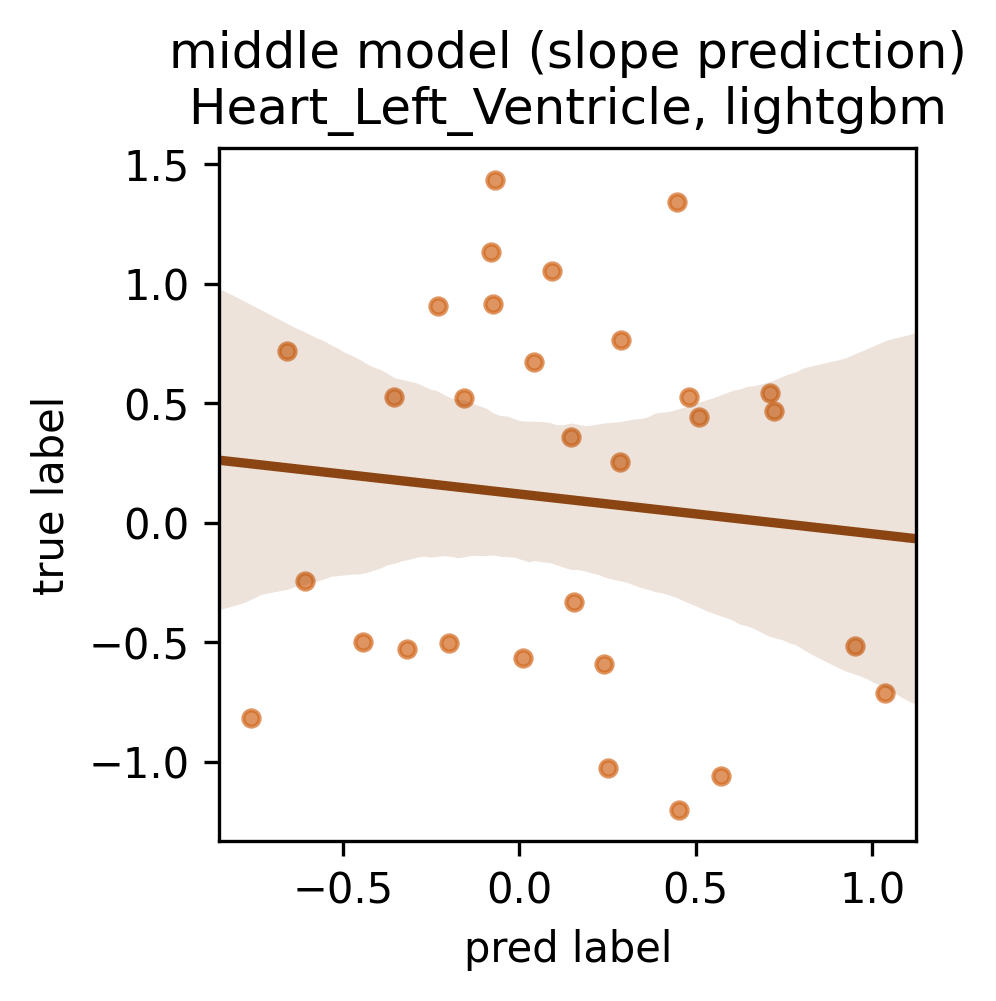 middle model (slope prediction)
Heart_Left_Ventricle, lightgbm
1.5
1.0
0.5
0.0
−0.5
−1.0
true label
−0.5
0.0
0.5
1.0
pred label